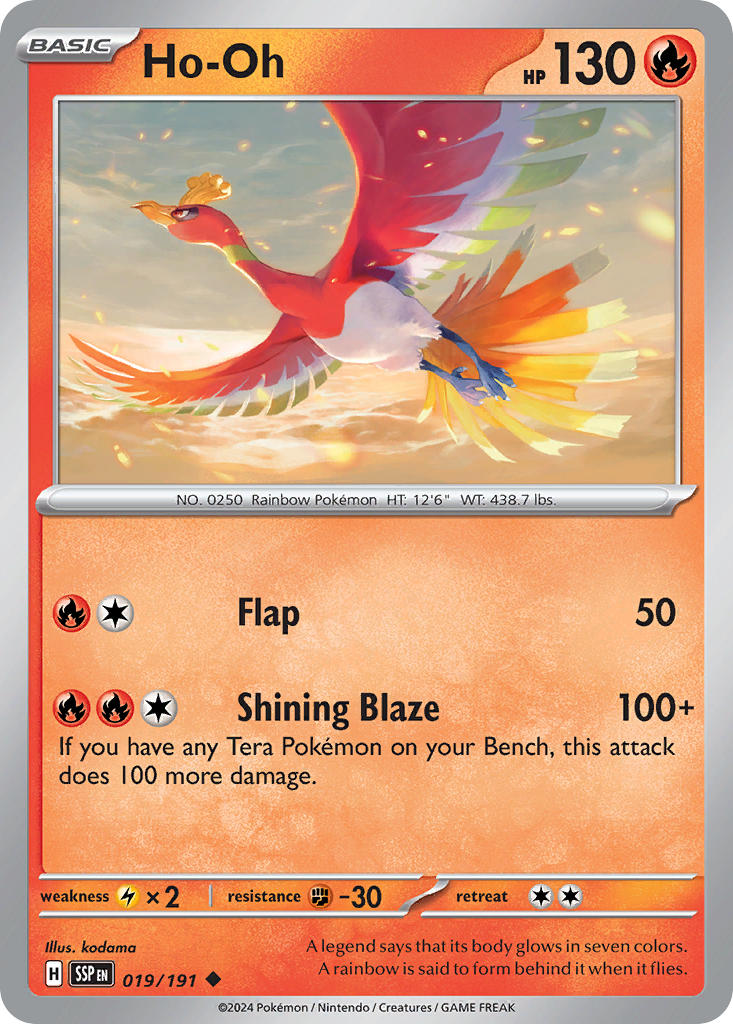 BASIC
Ho-Oh
HP 130
NO. 0250 Rainbow Pokémon HT: 12'6" WT: 438.7 lbs.
Flap 50
Shining Blaze 100+
If you have any Tera Pokémon on your Bench, this attack
does 100 more damage.
weakness ×2 resistance -30 retreat
Illus. kodama
A legend says that its body glows in seven colors.
A rainbow is said to form behind it when it flies.
H SSP EN 019/191
©2024 Pokémon / Nintendo / Creatures / GAME FREAK